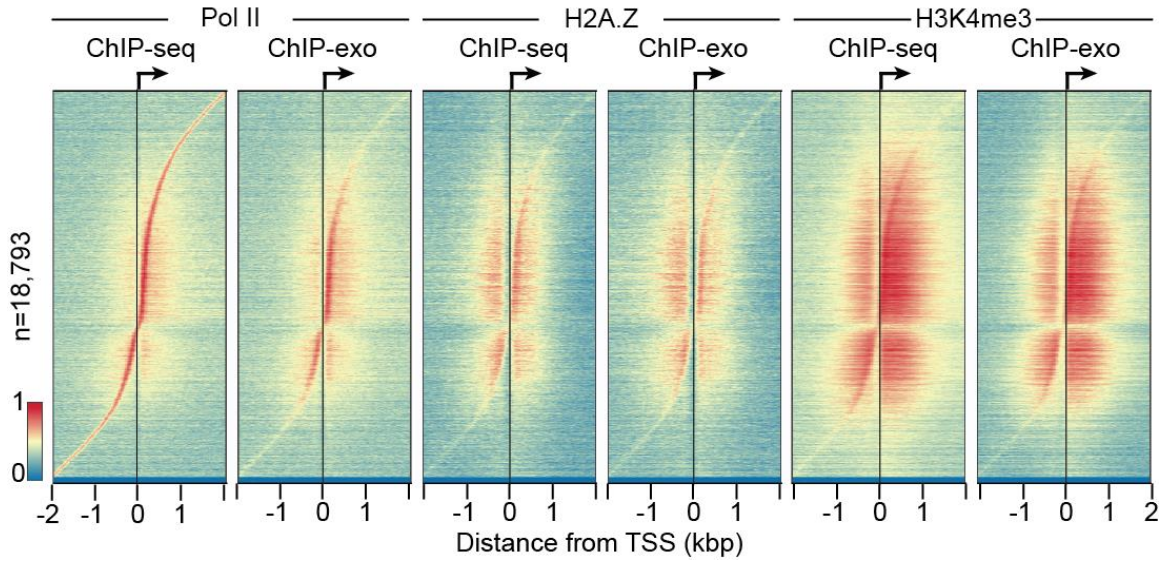 Pol II H2A.Z H3K4me3
ChIP-seq ChIP-exo ChIP-seq ChIP-exo ChIP-seq ChIP-exo
n=18,793
1
0
-2 -1 0 1 -1 0 1 -1 0 1 -1 0 1 -1 0 1 -1 0 1 2
Distance from TSS (kbp)